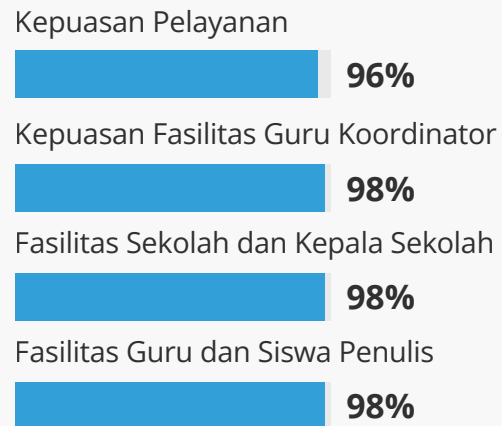 Kepuasan Pelayanan
96%
Kepuasan Fasilitas Guru Koordinator
98%
Fasilitas Sekolah dan Kepala Sekolah
98%
Fasilitas Guru dan Siswa Penulis
98%